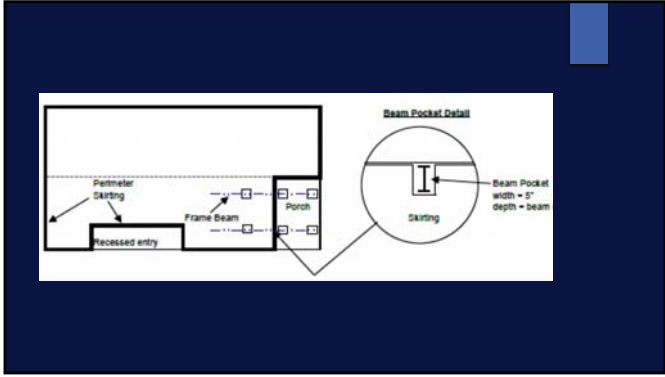 Beam Pocket Detail
Perimeter
Skirting
Frame Beam
Porch
Recessed entry
Skirting
Beam Pocket
width = 5"
depth = beam